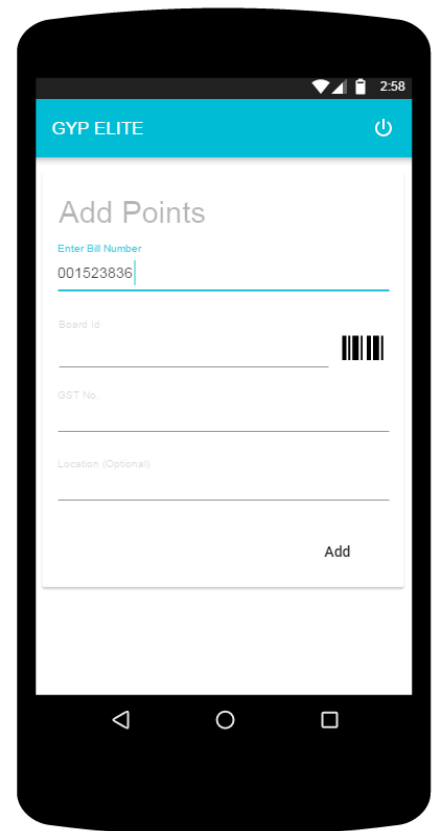 2:58
GYP ELITE
Add Points
Enter Bill Number
001523836
Board Id
GST No.
Location (Optional)
Add